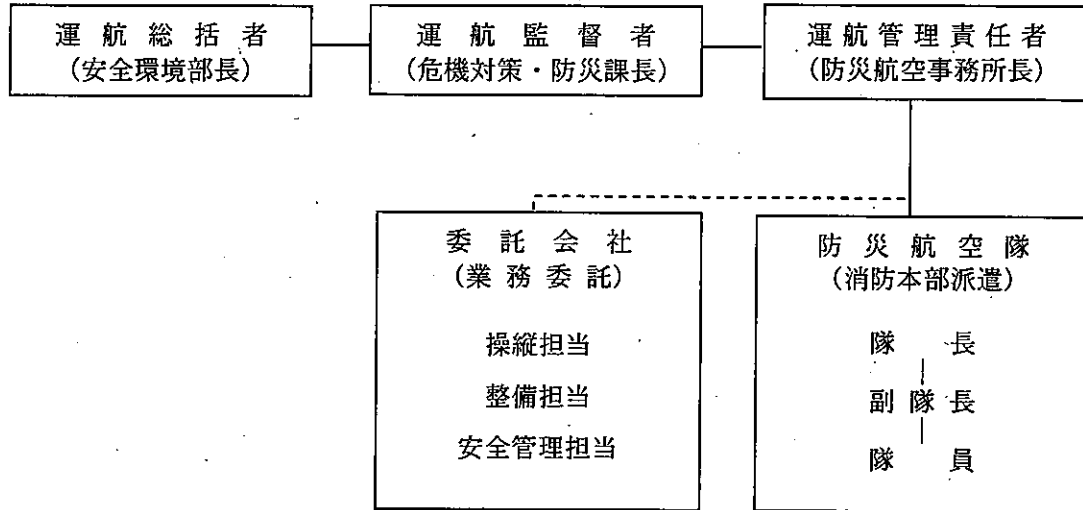 運航総括者
(安全環境部長)
運航監督者
(危機対策・防災課長)
運航管理責任者
(防災航空事務所長)
委託会社
(業務委託)
操縦担当
整備担当
安全管理担当
防災航空隊
(消防本部派遣)
隊長
副隊長
隊員